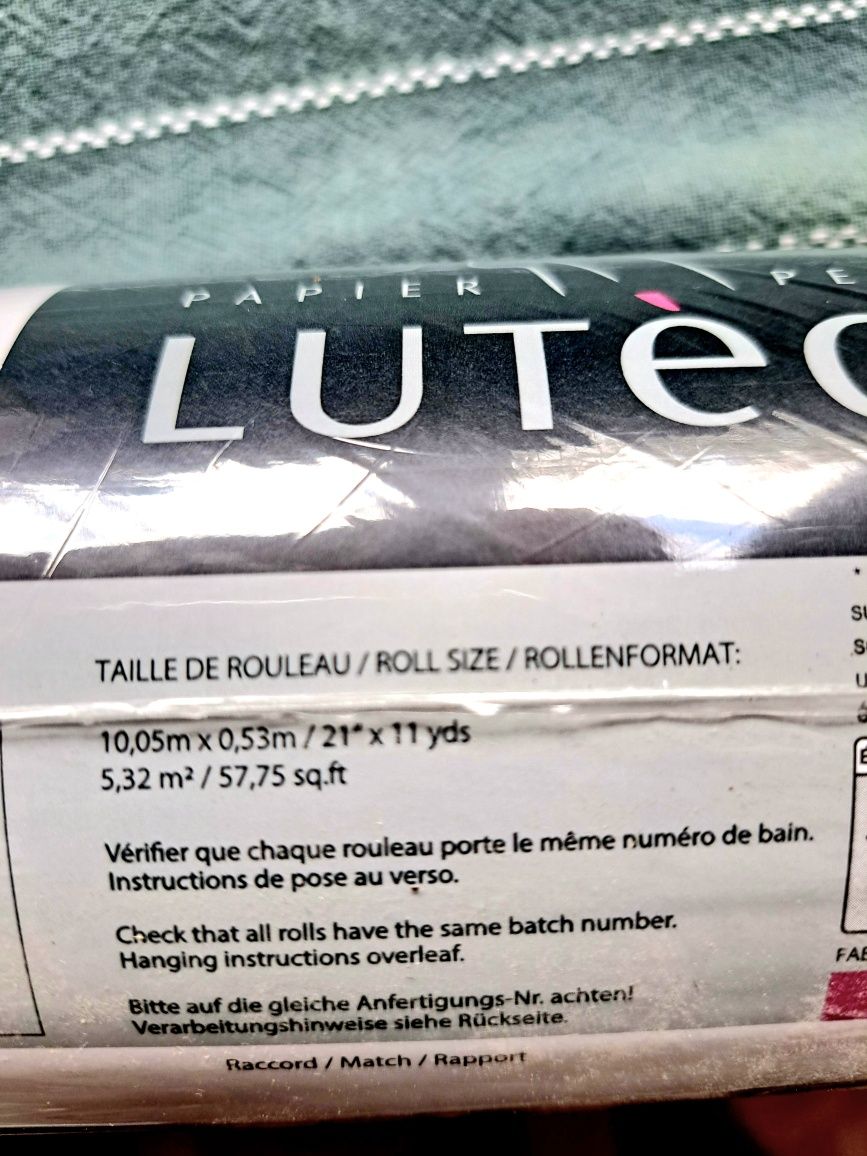 PAPIER PE
LUTèC
TAILLE DE ROULEAU / ROLL SIZE / ROLLENFORMAT:
10,05m x 0,53m / 21" x 11 yds
5,32 m² / 57,75 sq.ft
Vérifier que chaque rouleau porte le même numéro de bain.
Instructions de pose au verso.
Check that all rolls have the same batch number.
Hanging instructions overleaf.
Bitte auf die gleiche Anfertigungs-Nr. achten!
Verarbeitungshinweise siehe Rückseite.
Raccord / Match / Rapport
FAB